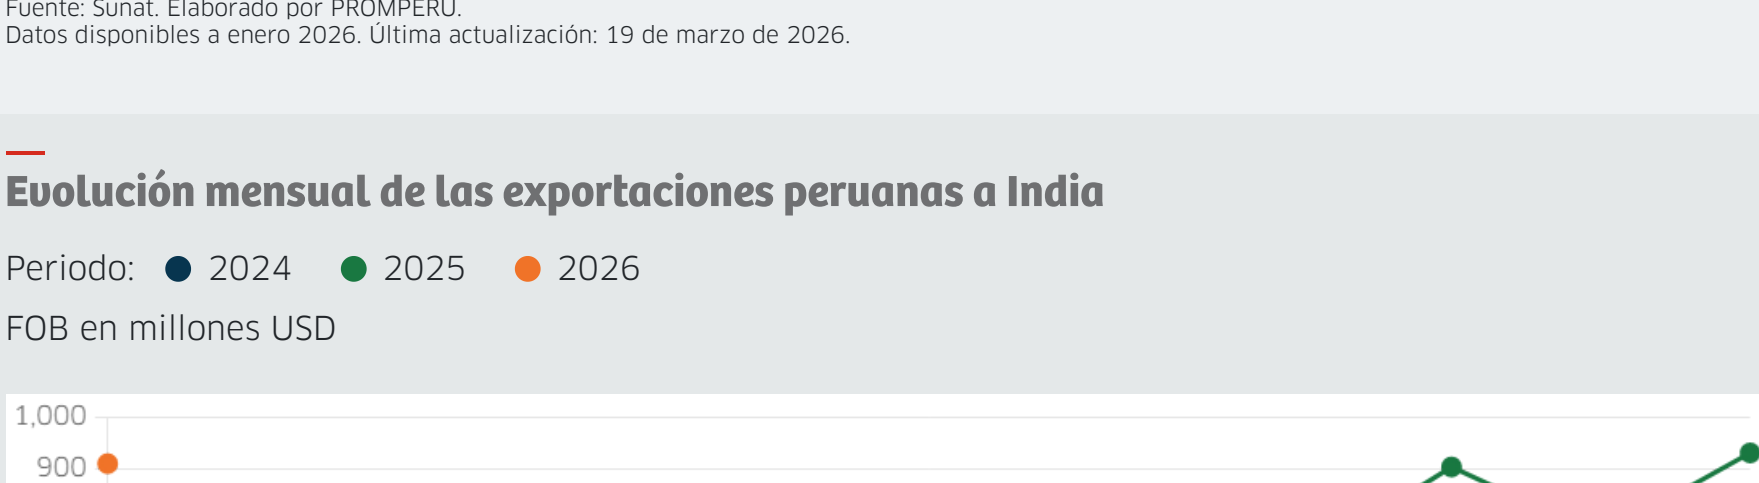 Fuente: Sunat. Elaborado por PROMPERÚ.
Datos disponibles a enero 2026. Última actualización: 19 de marzo de 2026.
Evolución mensual de las exportaciones peruanas a India
Periodo: 2024 2025 2026
FOB en millones USD
1,000
900